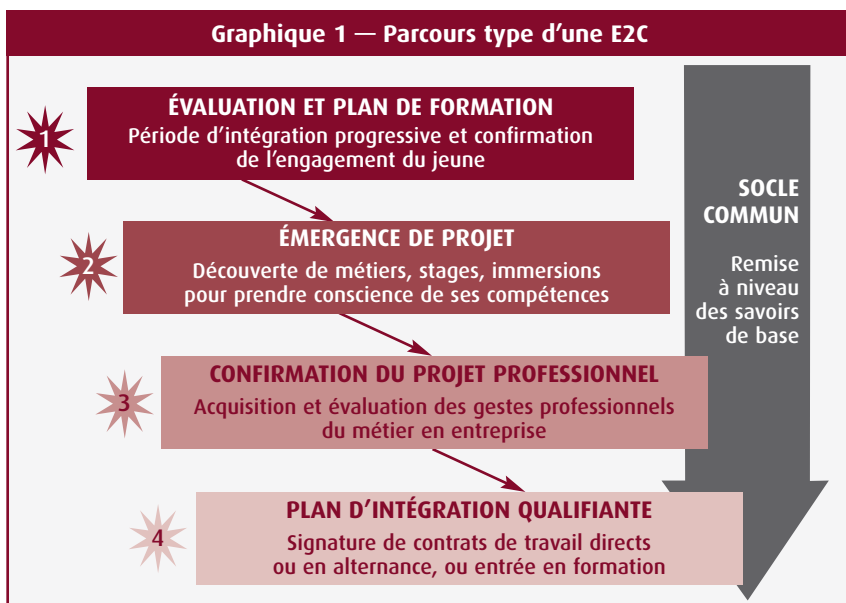 Graphique 1 — Parcours type d’une E2C
1
ÉVALUATION ET PLAN DE FORMATION
Période d’intégration progressive et confirmation
de l’engagement du jeune
2
ÉMERGENCE DE PROJET
Découverte de métiers, stages, immersions
pour prendre conscience de ses compétences
3
CONFIRMATION DU PROJET PROFESSIONNEL
Acquisition et évaluation des gestes professionnels
du métier en entreprise
4
PLAN D’INTÉGRATION QUALIFIANTE
Signature de contrats de travail directs
ou en alternance, ou entrée en formation
SOCLE
COMMUN
Remise
à niveau
des savoirs
de base